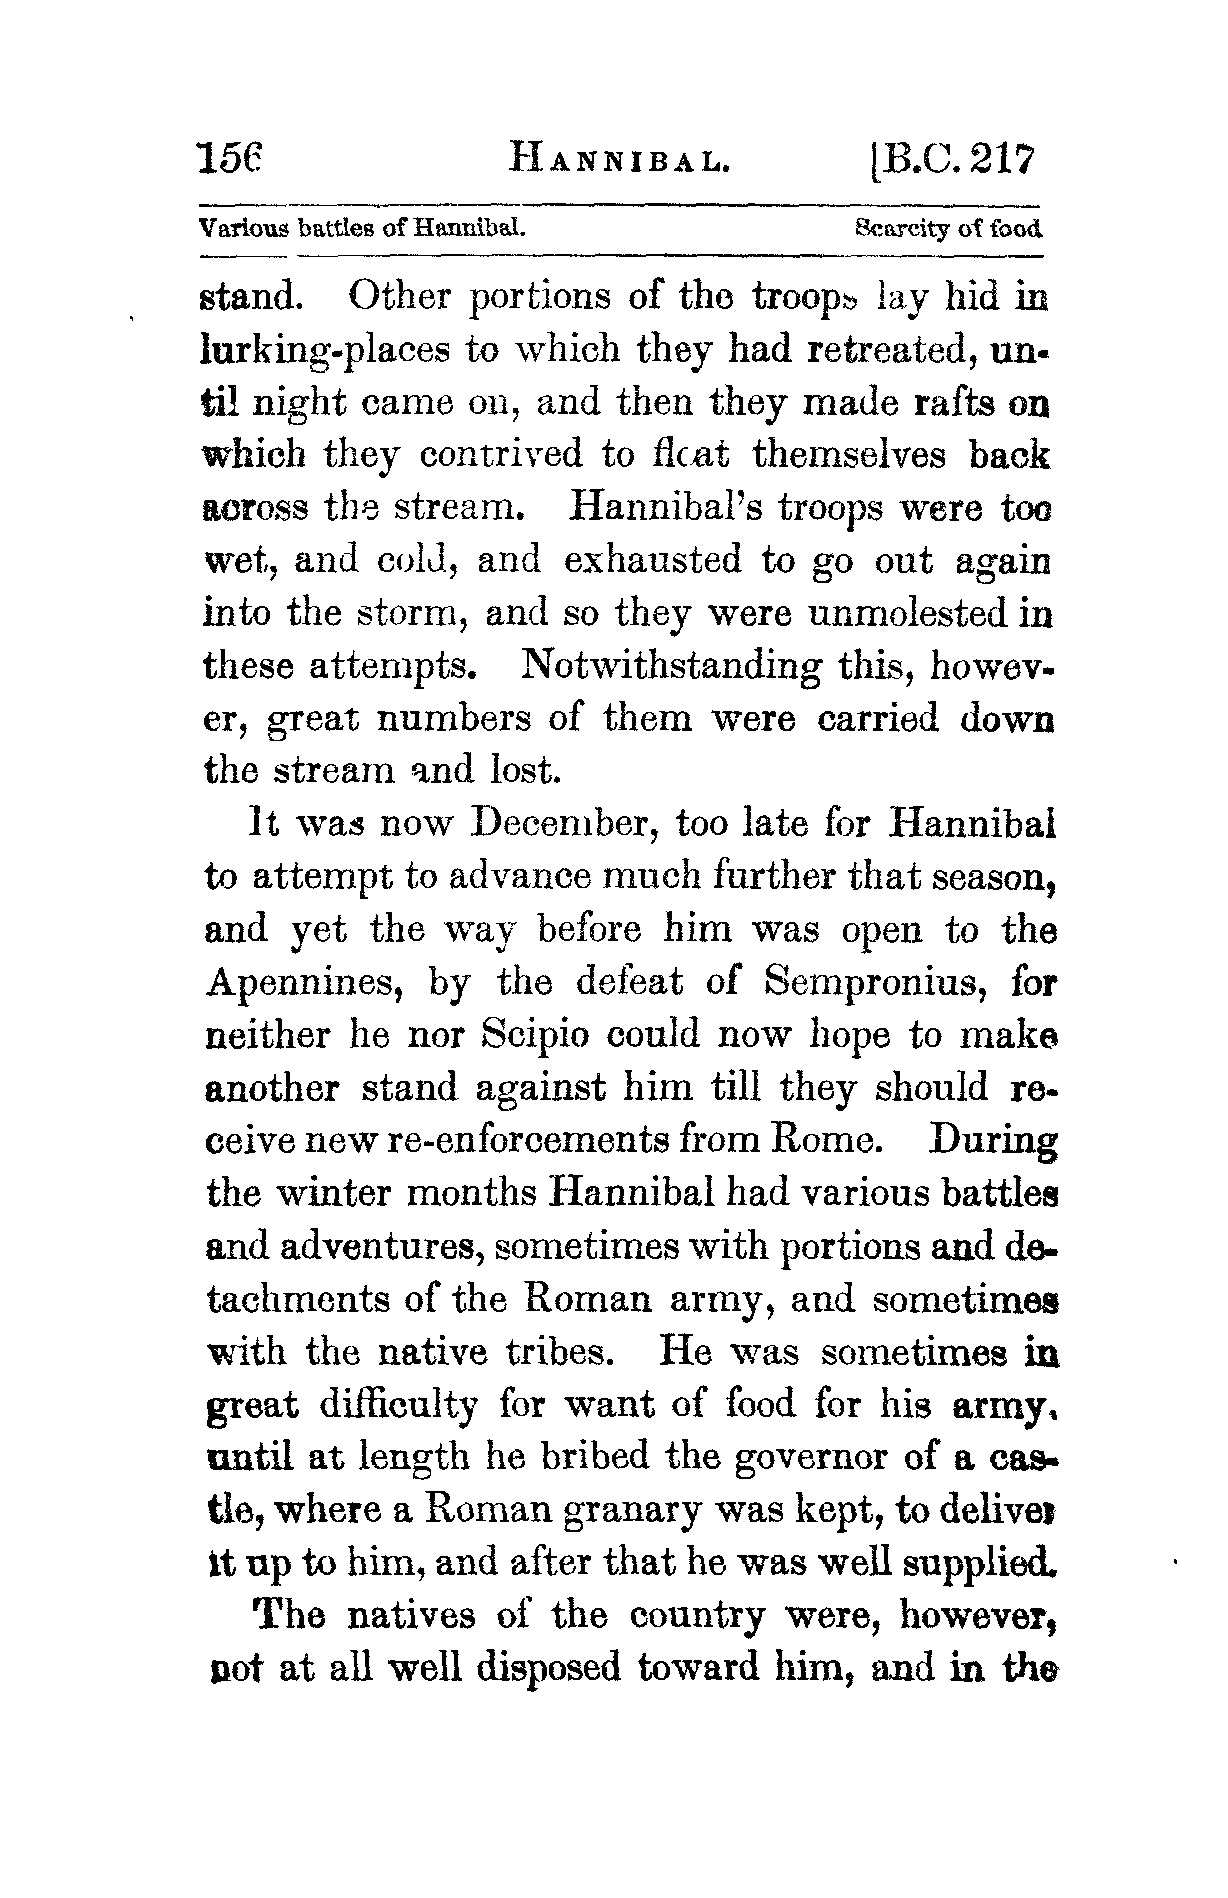 156 HANNIBAL. [B.C. 217
Various battles of Hannibal. Scarcity of food
stand. Other portions of the troops lay hid in
lurking-places to which they had retreated, un-
til night came on, and then they made rafts on
which they contrived to float themselves back
across the stream. Hannibal's troops were too
wet, and cold, and exhausted to go out again
into the storm, and so they were unmolested in
these attempts. Notwithstanding this, howev-
er, great numbers of them were carried down
the stream and lost.
It was now December, too late for Hannibal
to attempt to advance much further that season,
and yet the way before him was open to the
Apennines, by the defeat of Sempronius, for
neither he nor Scipio could now hope to make
another stand against him till they should re-
ceive new re-enforcements from Rome. During
the winter months Hannibal had various battles
and adventures, sometimes with portions and de-
tachments of the Roman army, and sometimes
with the native tribes. He was sometimes in
great difficulty for want of food for his army,
until at length he bribed the governor of a cas-
tle, where a Roman granary was kept, to deliver
it up to him, and after that he was well supplied.
The natives of the country were, however,
not at all well disposed toward him, and in the